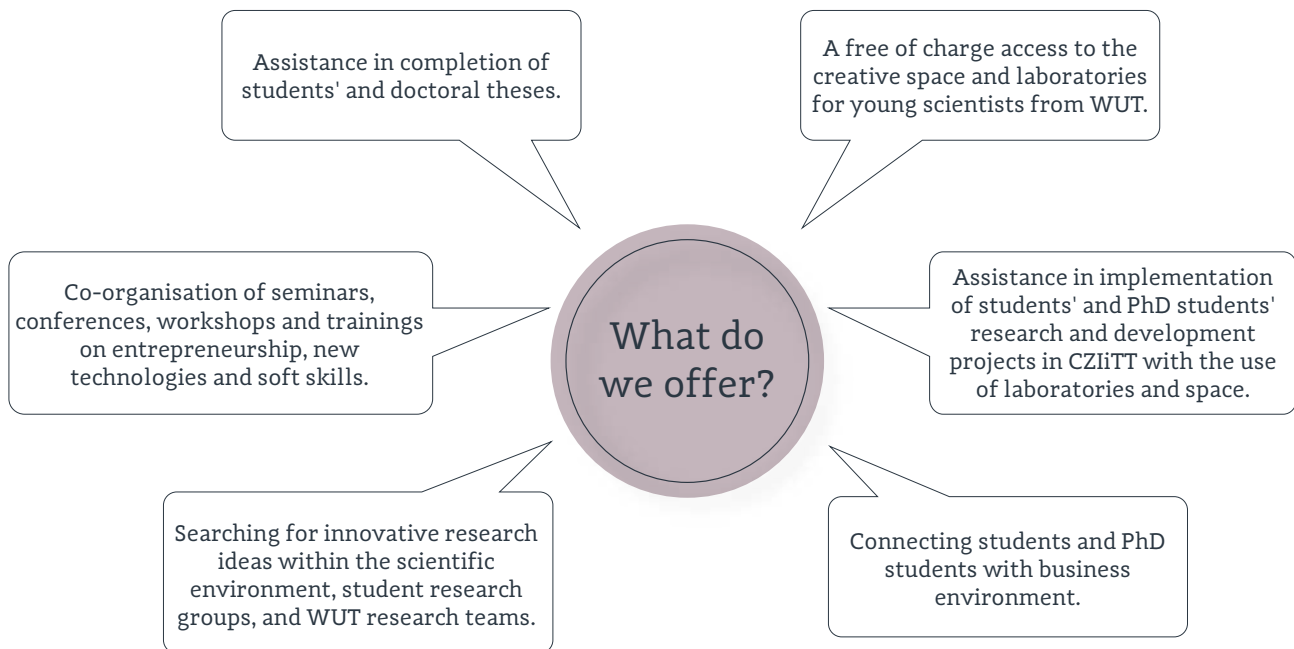 Assistance in completion of
students' and doctoral theses.
A free of charge access to the
creative space and laboratories
for young scientists from WUT.
Co-organisation of seminars,
conferences, workshops and trainings
on entrepreneurship, new
technologies and soft skills.
What do
we offer?
Assistance in implementation
of students' and PhD students'
research and development
projects in CZIiTT with the use
of laboratories and space.
Searching for innovative research
ideas within the scientific
environment, student research
groups, and WUT research teams.
Connecting students and PhD
students with business
environment.